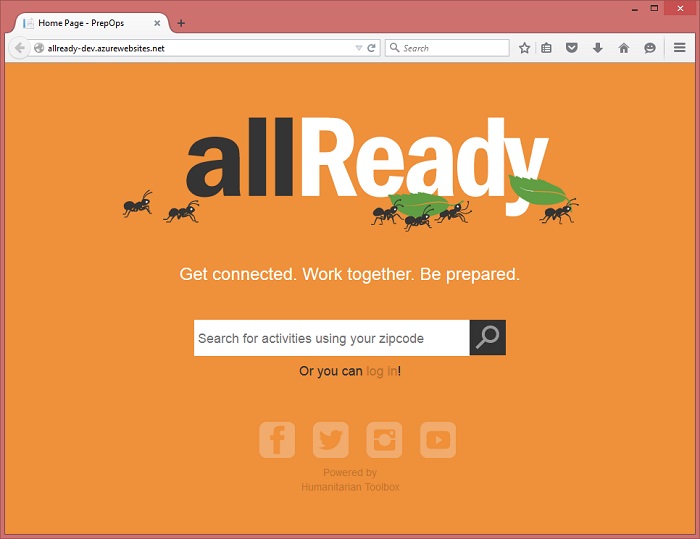 Home Page - PrepOps
allready-dev.azurewebsites.net
Search
allReady
Get connected. Work together. Be prepared.
Search for activities using your zipcode
Or you can log in!
Powered by
Humanitarian Toolbox